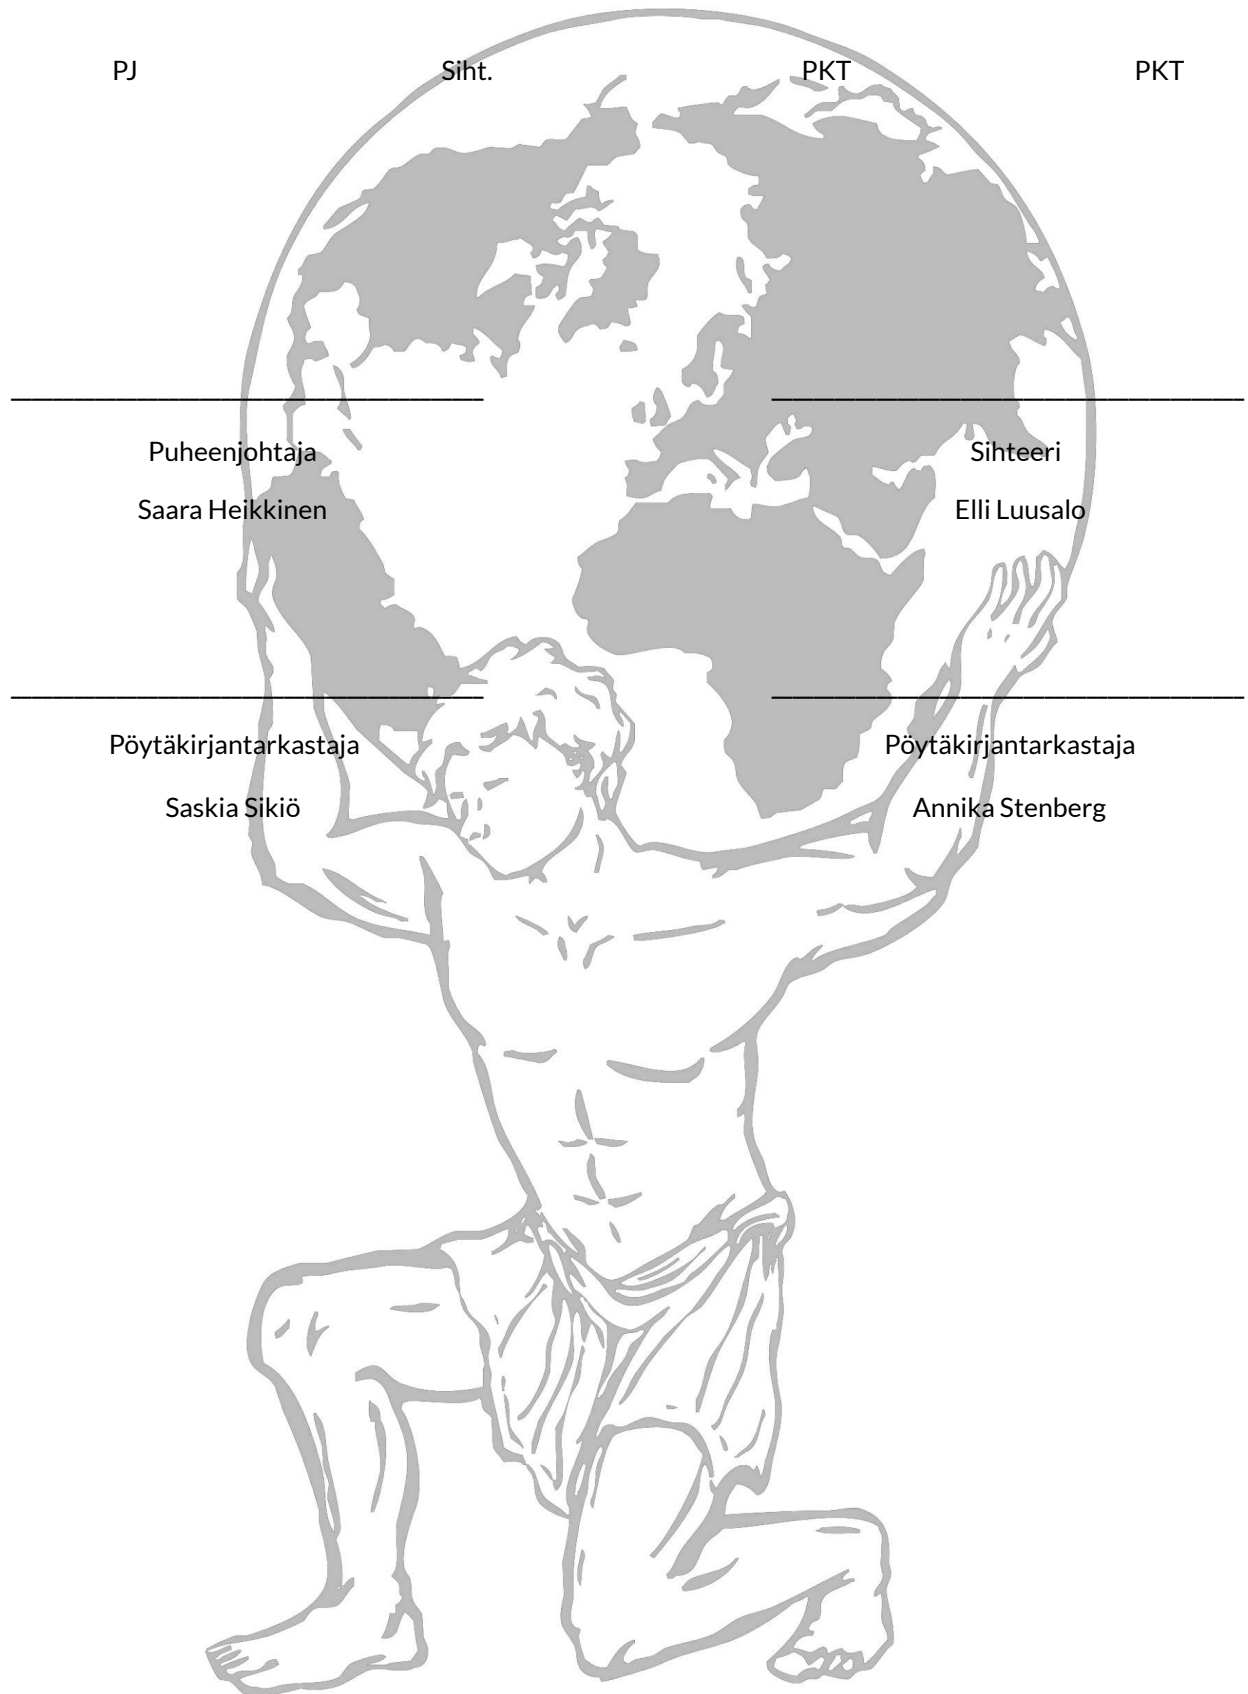 PJ Siht. PKT PKT
Puheenjohtaja Sihteeri
Saara Heikkinen Elli Luusalo
Pöytäkirjantarkastaja Pöytäkirjantarkastaja
Saskia Sikiö Annika Stenberg